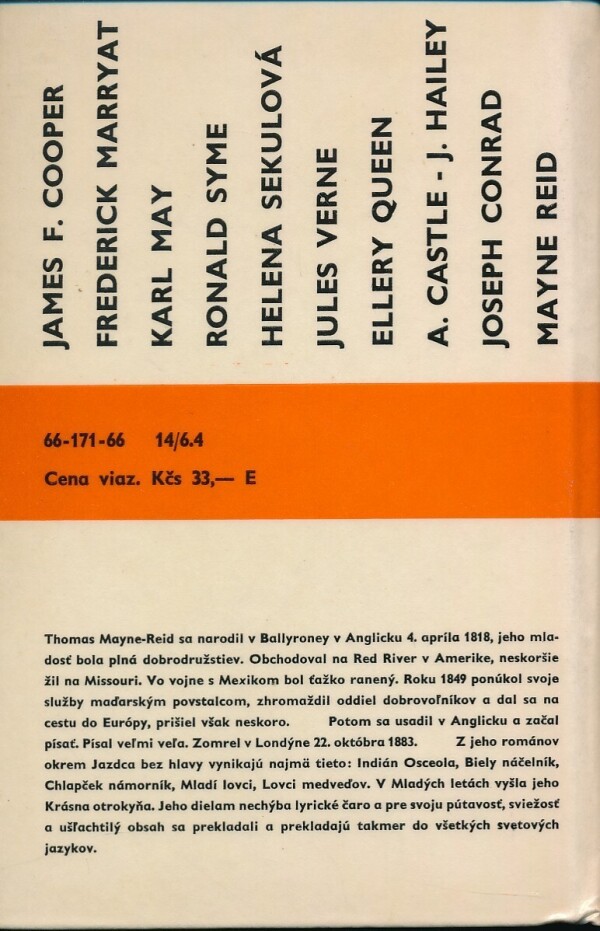 JAMES F. COOPER
FREDERICK MARRYAT
KARL MAY
RONALD SYME
HELENA SEKULOVÁ
JULES VERNE
ELLERY QUEEN
A. CASTLE - J. HAILEY
JOSEPH CONRAD
MAYNE REID
66-171-66 14/6.4
Cena viaz. Kčs 33,— E
Thomas Mayne-Reid sa narodil v Ballyroney v Anglicku 4. apríla 1818, jeho mla-
dosť bola plná dobrodružstiev. Obchodoval na Red River v Amerike, neskoršie
žil na Missouri. Vo vojne s Mexikom bol ťažko ranený. Roku 1849 ponúkol svoje
služby maďarským povstalcom, zhromaždil oddiel dobrovoľníkov a dal sa na
cestu do Európy, prišiel však neskoro. Potom sa usadil v Anglicku a začal
písať. Písal veľmi veľa. Zomrel v Londýne 22. októbra 1883. Z jeho románov
okrem Jazdca bez hlavy vynikajú najmä tieto: Indián Osceola, Biely náčelník,
Chlapček námorník, Mladí lovci, Lovci medveďov. V Mladých letách vyšla jeho
Krásna otrokyňa. Jeho dielam nechýba lyrické čaro a pre svoju pútavosť, sviežosť
a ušľachtilý obsah sa prekladali a prekladajú takmer do všetkých svetových
jazykov.